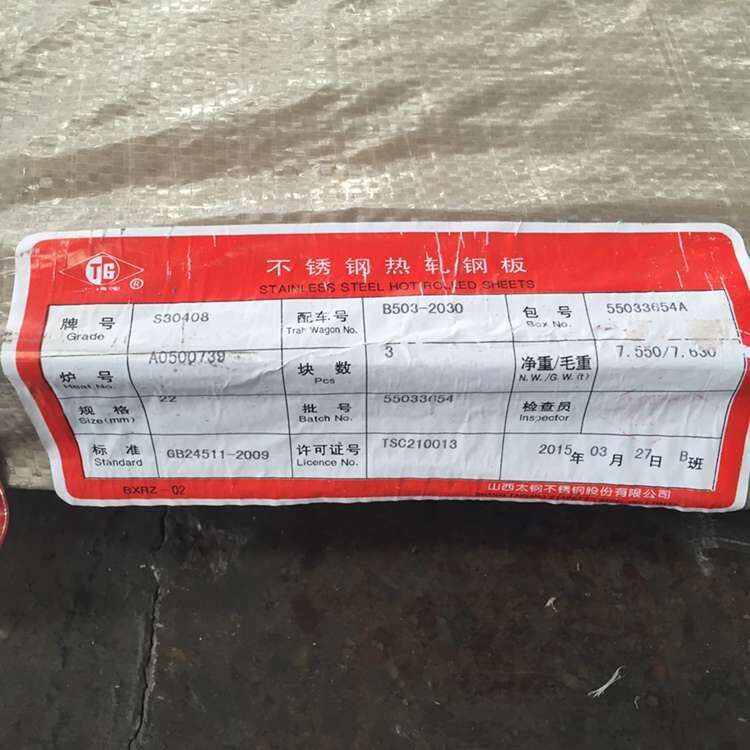 TG
®
不锈钢热轧钢板
STAINLESS STEEL HOT ROLLED SHEETS
牌号 S30408 配车号 B503-2030 包号 55033654A
Grade Train Wagon No. Box No.
炉号 A0500739 块数 3 净重/毛重 7.550/7.630
Heat No. Pcs N.W./G.W.(t)
规格 22 批号 55033654 检查员
Size(mm) Batch No. Inspector
标准 GB24511-2009 许可证号 TSC210013 2015年 03月 27日 B班
Standard Licence No.
BXRZ-02 山西太钢不锈钢股份有限公司